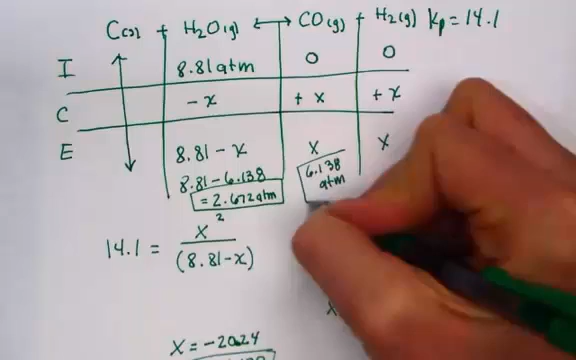 C(s) + H₂O(g) ⟷ CO(g) + H₂(g) Kp = 14.1
I 8.81 atm 0 0
C - x + x + x
E 8.81 - x x x
8.81 - 6.138 6.138 atm
= 2.672 atm
14.1 = x² / (8.81 - x)
x = -20.24